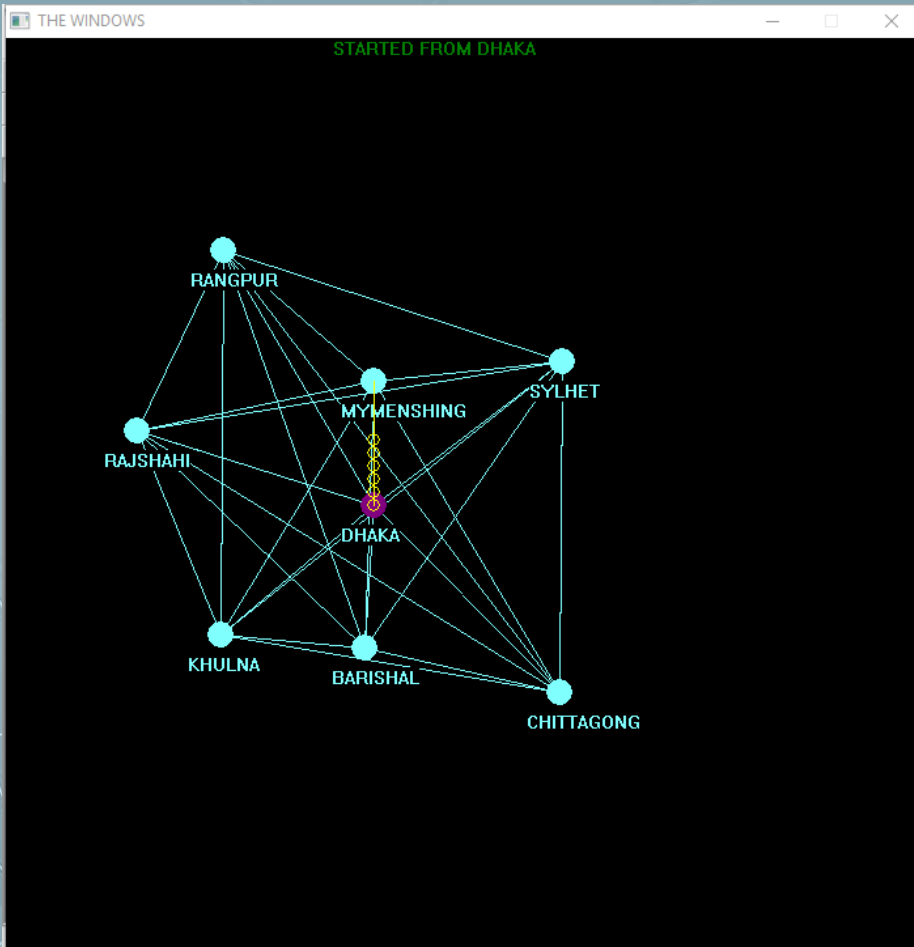 THE WINDOWS
STARTED FROM DHAKA
RANGPUR
SYLHET
MYMENSHING
RAJSHAHI
DHAKA
KHULNA
BARISHAL
CHITTAGONG